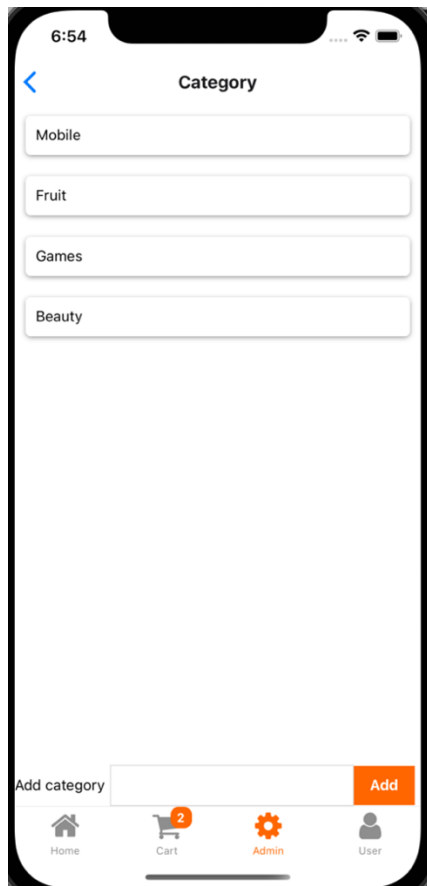 6:54
Category
Mobile
Fruit
Games
Beauty
Add category
Add
2
Home
Cart
Admin
User